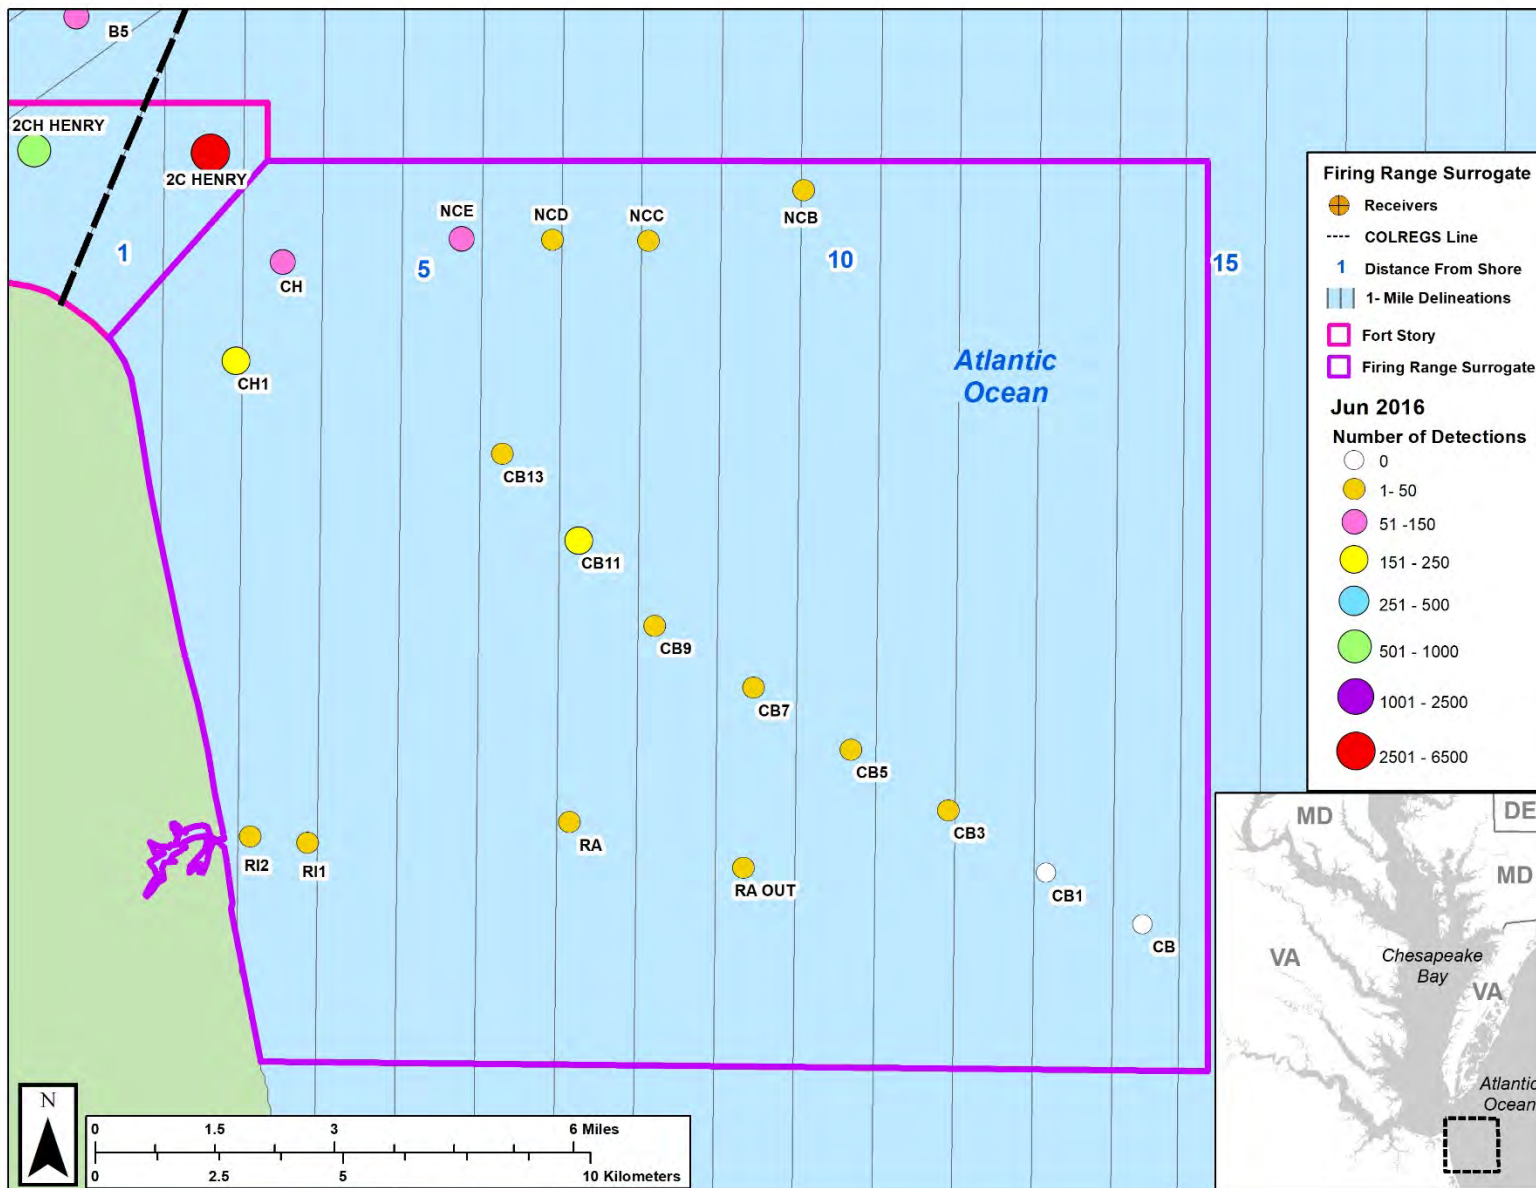 B5
2CH HENRY
2C HENRY
1
NCE
NCD
NCC
NCB
CH
5
10
15
CH1
Atlantic
Ocean
CB13
CB11
CB9
CB7
CB5
CB3
CB1
CB
RI2
RI1
RA
RA OUT
Firing Range Surrogate
Receivers
COLREGS Line
1 Distance From Shore
1- Mile Delineations
Fort Story
Firing Range Surrogate
Jun 2016
Number of Detections
0
1- 50
51 -150
151 - 250
251 - 500
501 - 1000
1001 - 2500
2501 - 6500
MD
DE
MD
VA
Chesapeake
Bay
VA
Atlantic
Ocean
N
0 1.5 3 6 Miles
0 2.5 5 10 Kilometers